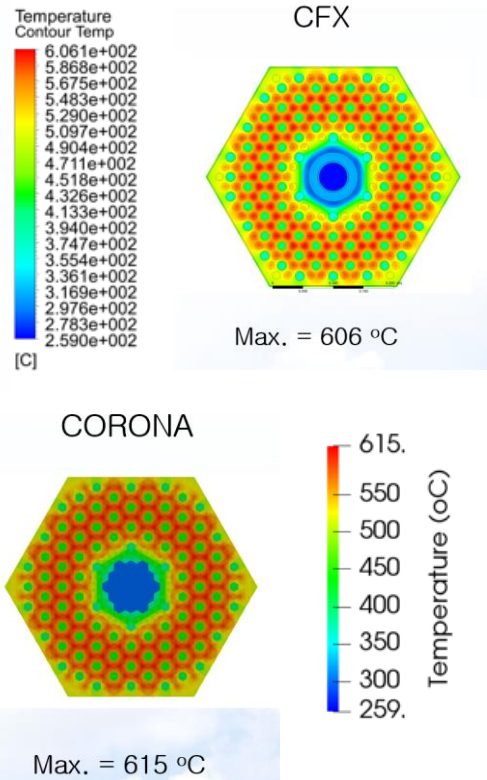 Temperature
Contour Temp
CFX
6.061e+002
5.868e+002
5.675e+002
5.483e+002
5.290e+002
5.097e+002
4.904e+002
4.711e+002
4.518e+002
4.326e+002
4.133e+002
3.940e+002
3.747e+002
3.554e+002
3.361e+002
3.169e+002
2.976e+002
2.783e+002
2.590e+002
[C]
Max. = 606 ºC
CORONA
615.
550
500
450
400
350
300
259.
Temperature (oC)
Max. = 615 ºC